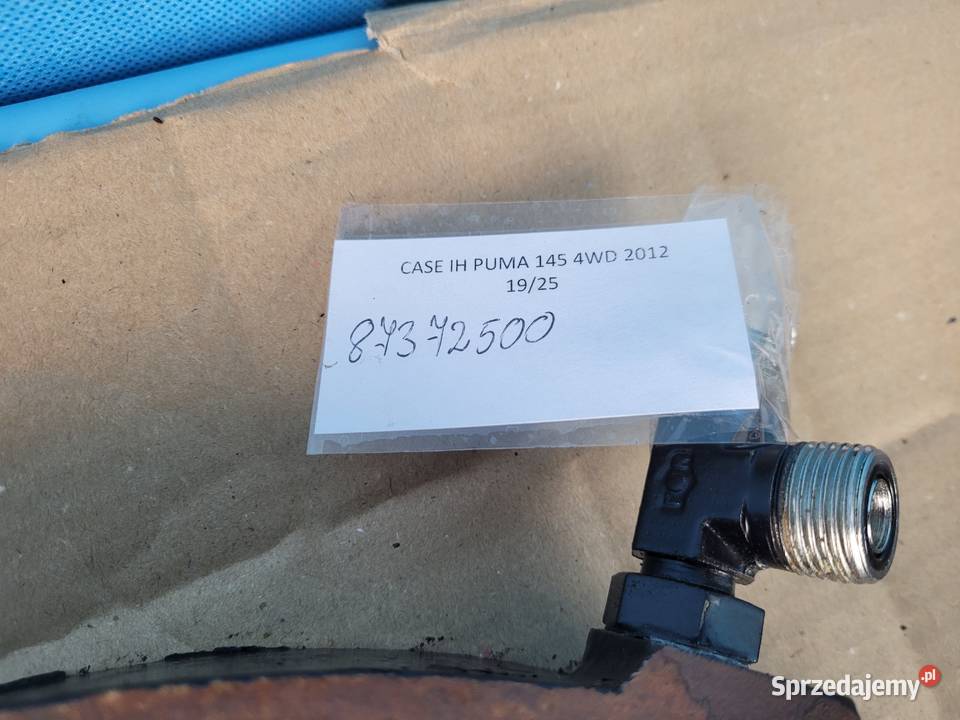 CASE IH PUMA 145 4WD 2012
19/25
87372500
Sprzedajemy.pl